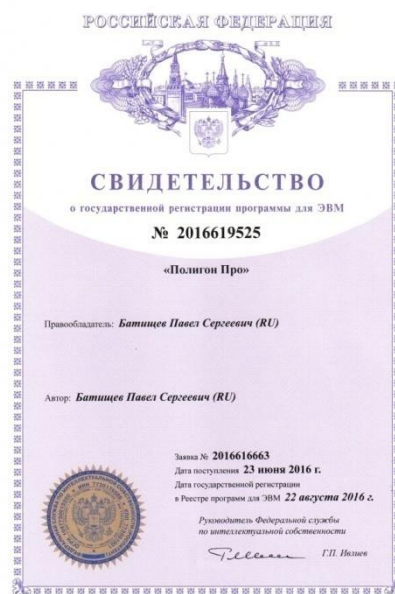 РОССИЙСКАЯ ФЕДЕРАЦИЯ
СВИДЕТЕЛЬСТВО
о государственной регистрации программы для ЭВМ
№ 2016619525
«Полигон Про»
Правообладатель: Батищев Павел Сергеевич (RU)
Автор: Батищев Павел Сергеевич (RU)
Заявка № 2016616663
Дата поступления 23 июня 2016 г.
Дата государственной регистрации
в Реестре программ для ЭВМ 22 августа 2016 г.
Руководитель Федеральной службы
по интеллектуальной собственности
Г.П. Ивлиев